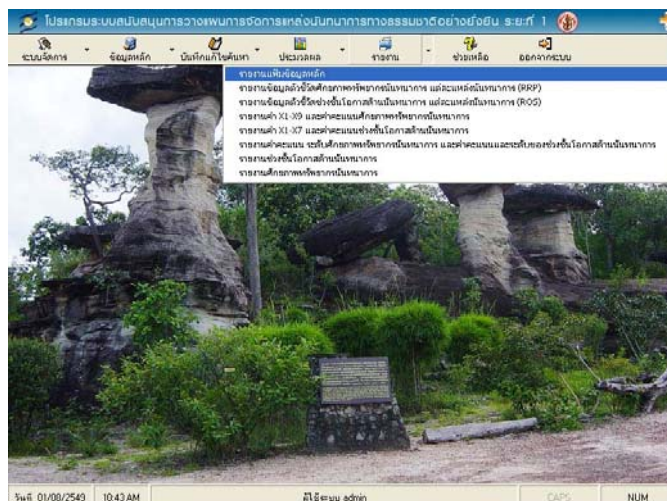 โปรแกรมระบบสนับสนุนการวางแผนการจัดการแหล่งนันทนาการทางธรรมชาติอย่างยั่งยืน ระยะที่ 1
ระบบจัดการ ข้อมูลหลัก บันทึกแก้ไขค้นหา ประมวลผล รายงาน ช่วยเหลือ ออกจากระบบ
รายงานแฟ้มข้อมูลหลัก
รายงานข้อมูลตัวชี้วัดศักยภาพทรัพยากรนันทนาการ แต่ละแหล่งนันทนาการ (RRP)
รายงานข้อมูลตัวชี้วัดช่วงชั้นโอกาสด้านนันทนาการ แต่ละแหล่งนันทนาการ (ROS)
รายงานค่า X1-X9 และค่าคะแนนศักยภาพทรัพยากรนันทนาการ
รายงานค่า X1-X7 และค่าคะแนนช่วงชั้นโอกาสด้านนันทนาการ
รายงานค่าคะแนน ระดับศักยภาพทรัพยากรนันทนาการ และค่าคะแนนและระดับของช่วงชั้นโอกาสด้านนันทนาการ
รายงานช่วงชั้นโอกาสด้านนันทนาการ
รายงานศักยภาพทรัพยากรนันทนาการ
วันที่ 01/08/2549 10:43 AM ผู้ใช้ระบบ admin CAPS NUM